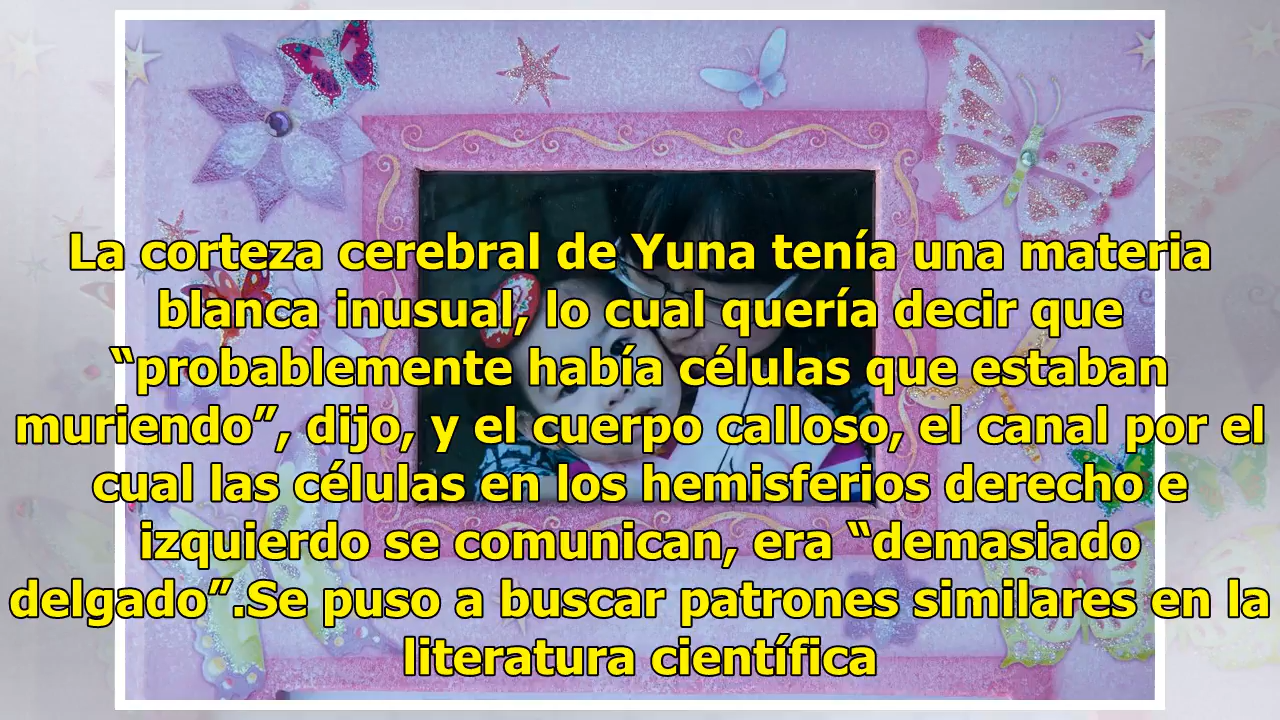 La corteza cerebral de Yuna tenía una materia
blanca inusual, lo cual quería decir que
“probablemente había células que estaban
muriendo”, dijo, y el cuerpo calloso, el canal por el
cual las células en los hemisferios derecho e
izquierdo se comunican, era “demasiado
delgado”.Se puso a buscar patrones similares en la
literatura científica